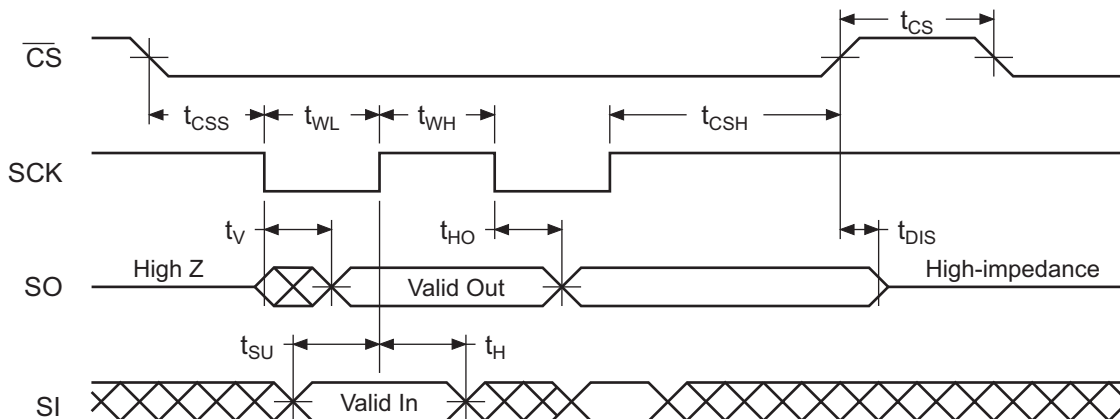 t_CS
C̅S̅
t_CSS t_WL t_WH t_CSH
SCK
t_V t_HO t_DIS
High Z High-impedance
SO Valid Out
t_SU t_H
SI Valid In